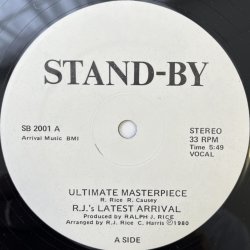 STAND-BY
SB 2001 A
Arrival Music BMI
STEREO
33 RPM
Time 5:49
VOCAL
ULTIMATE MASTERPIECE
R. Rice R. Causey
R.J.'s LATEST ARRIVAL
Produced by RALPH J. RICE
Arranged by R.J. Rice C. Harris ©1980
A SIDE